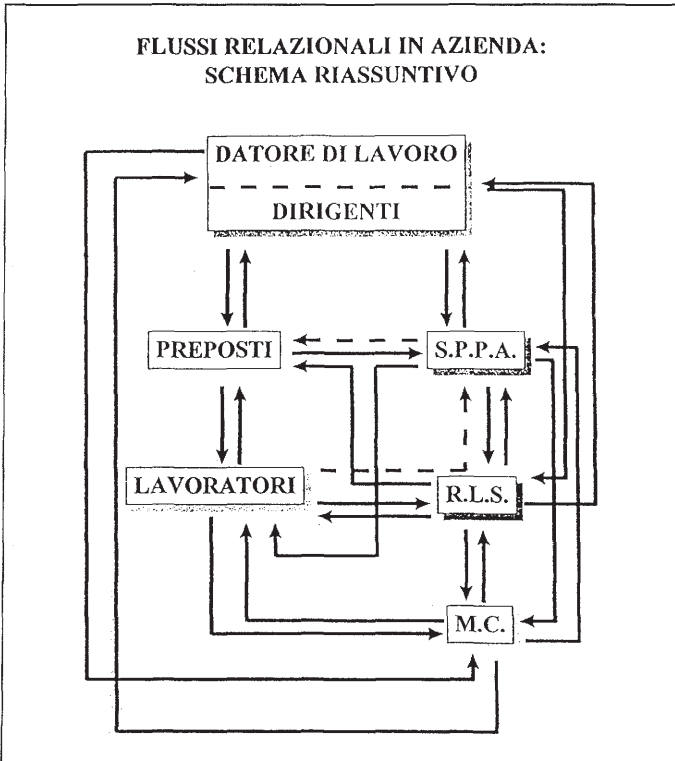 FLUSSI RELAZIONALI IN AZIENDA:
SCHEMA RIASSUNTIVO
DATORE DI LAVORO
DIRIGENTI
PREPOSTI
S.P.P.A.
LAVORATORI
R.L.S.
M.C.